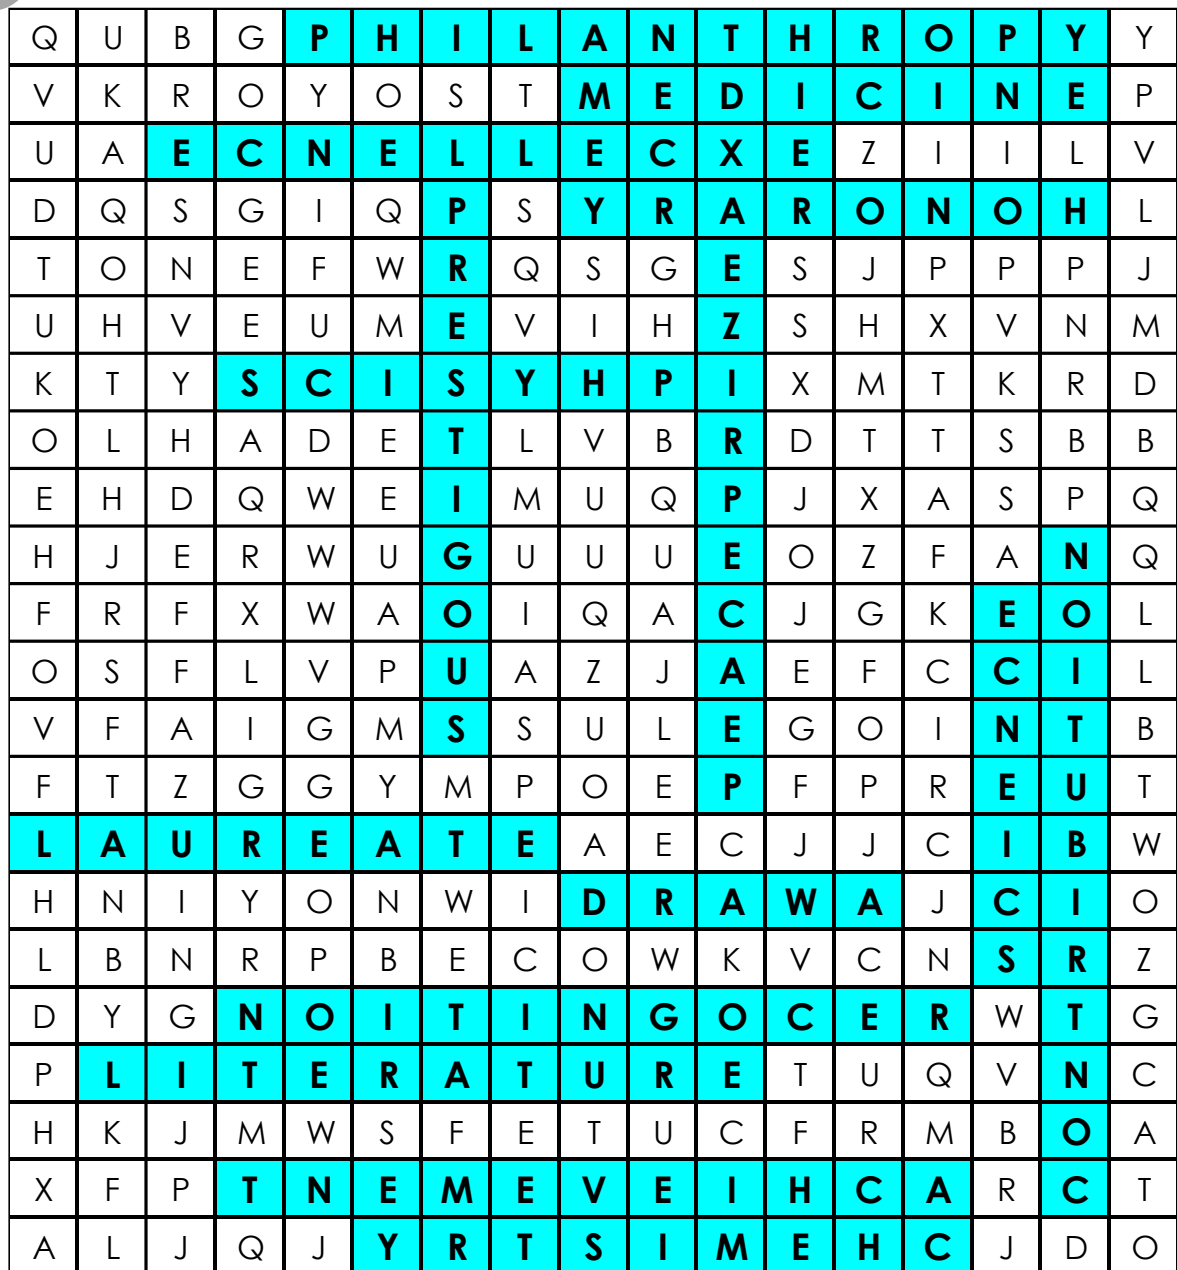 Q U B G P H I L A N T H R O P Y Y
V K R O Y O S T M E D I C I N E P
U A E C N E L L E C X E Z I I L V
D Q S G I Q P S Y R A R O N O H L
T O N E F W R Q S G E S J P P P J
U H V E U M E V I H Z S H X V N M
K T Y S C I S Y H P I X M T K R D
O L H A D E T L V B R D T T S B B
E H D Q W E I M U Q P J X A S P Q
H J E R W U G U U U E O Z F A N Q
F R F X W A O I Q A C J G K E O L
O S F L V P U A Z J A E F C C I L
V F A I G M S S U L E G O I N T B
F T Z G G Y M P O E P F P R E U T
L A U R E A T E A E C J J C I B W
H N I Y O N W I D R A W A J C I O
L B N R P B E C O W K V C N S R Z
D Y G N O I T I N G O C E R W T G
P L I T E R A T U R E T U Q V N C
H K J M W S F E T U C F R M B O A
X F P T N E M E V E I H C A R C T
A L J Q J Y R T S I M E H C J D O